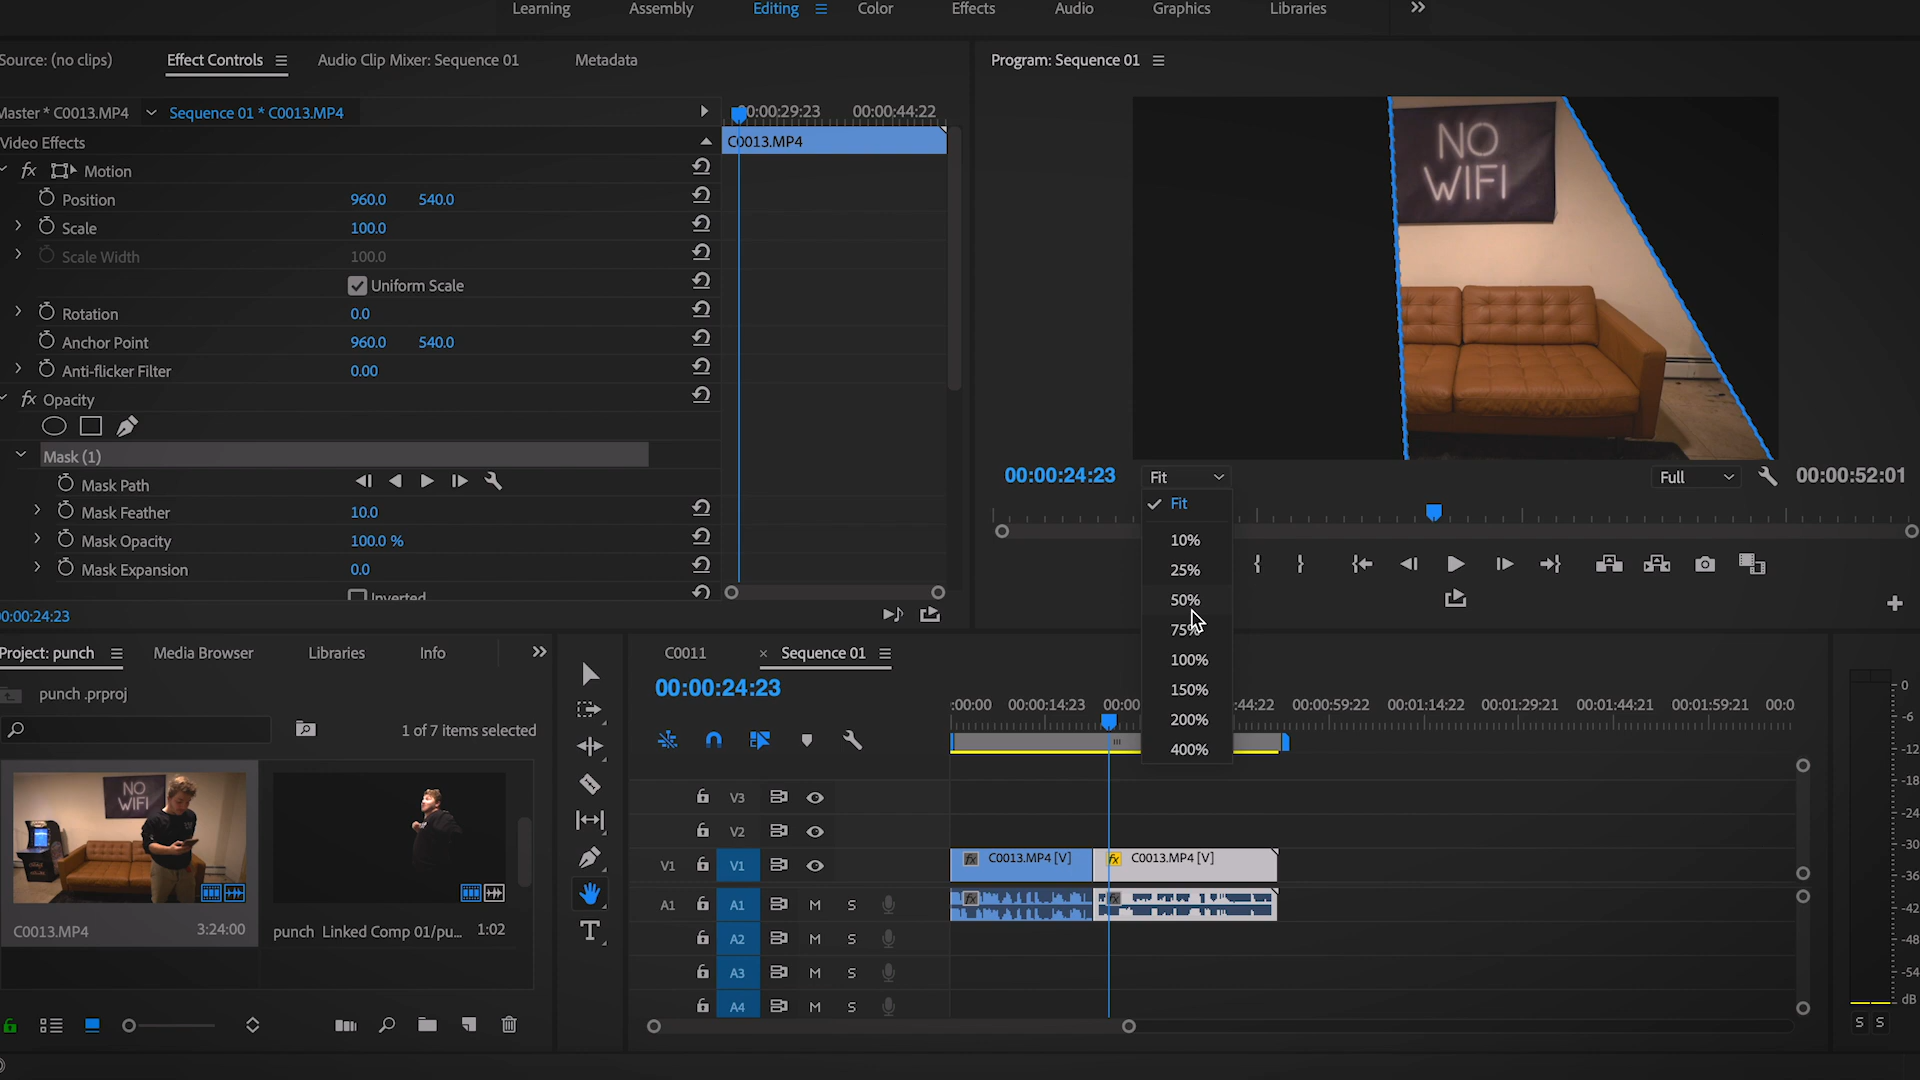 Learning Assembly Editing Color Effects Audio Graphics Libraries
Source: (no clips) Effect Controls Audio Clip Mixer: Sequence 01 Metadata
Program: Sequence 01
Master * C0013.MP4 Sequence 01 * C0013.MP4
00:00:29:23 00:00:44:22
Video Effects
C0013.MP4
fx Motion
Position 960.0 540.0
Scale 100.0
Scale Width 100.0
Uniform Scale
Rotation 0.0
Anchor Point 960.0 540.0
Anti-flicker Filter 0.00
fx Opacity
Mask (1)
Mask Path
Mask Feather 10.0
Mask Opacity 100.0 %
Mask Expansion 0.0
Inverted
0:00:24:23
NO
WIFI
00:00:24:23 Fit Full 00:00:52:01
Fit
10%
25%
50%
75%
100%
150%
200%
400%
Project: punch Media Browser Libraries Info
punch .prproj
1 of 7 items selected
NO
WIFI
C0013.MP4 3:24:00
punch Linked Comp 01/pu... 1:02
T
C0011 × Sequence 01
00:00:24:23
:00:00 00:00:14:23 00:00 :44:22 00:00:59:22 00:01:14:22 00:01:29:21 00:01:44:21 00:01:59:21 00:0
V3
V2
V1 V1 fx C0013.MP4 [V] fx C0013.MP4 [V]
A1 A1 M S fx fx
A2 M S
A3 M S
A4 M S
0
-18
-24
-30
-36
-42
-48
-54
dB
S S